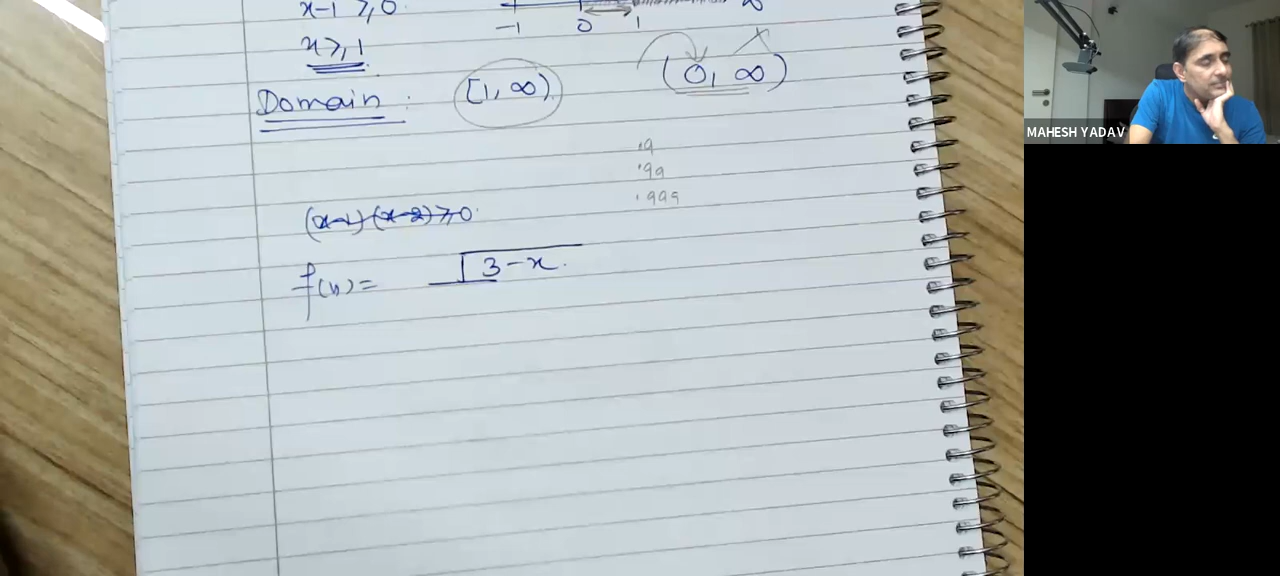 x-1 ≥ 0
-1 0 1 ∞
x ≥ 1
Domain : [1, ∞) (0, ∞)
.9
.99
.999
(x-1)(x-2) ≥ 0
f(x) = √3-x
MAHESH YADAV